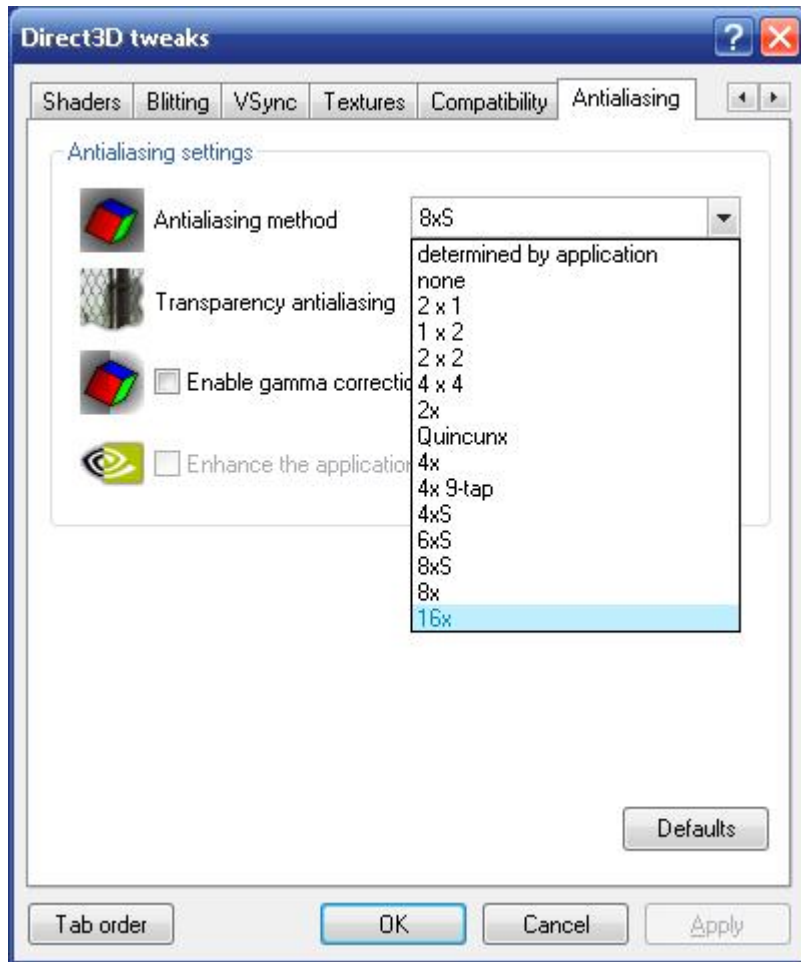 Direct3D tweaks
Shaders Blitting VSync Textures Compatibility Antialiasing
Antialiasing settings
Antialiasing method 8xS
determined by application
none
Transparency antialiasing 2 x 1
1 x 2
2 x 2
Enable gamma correctio 4 x 4
2x
Quincunx
Enhance the application 4x
4x 9-tap
4xS
6xS
8xS
8x
16x
Defaults
Tab order OK Cancel Apply